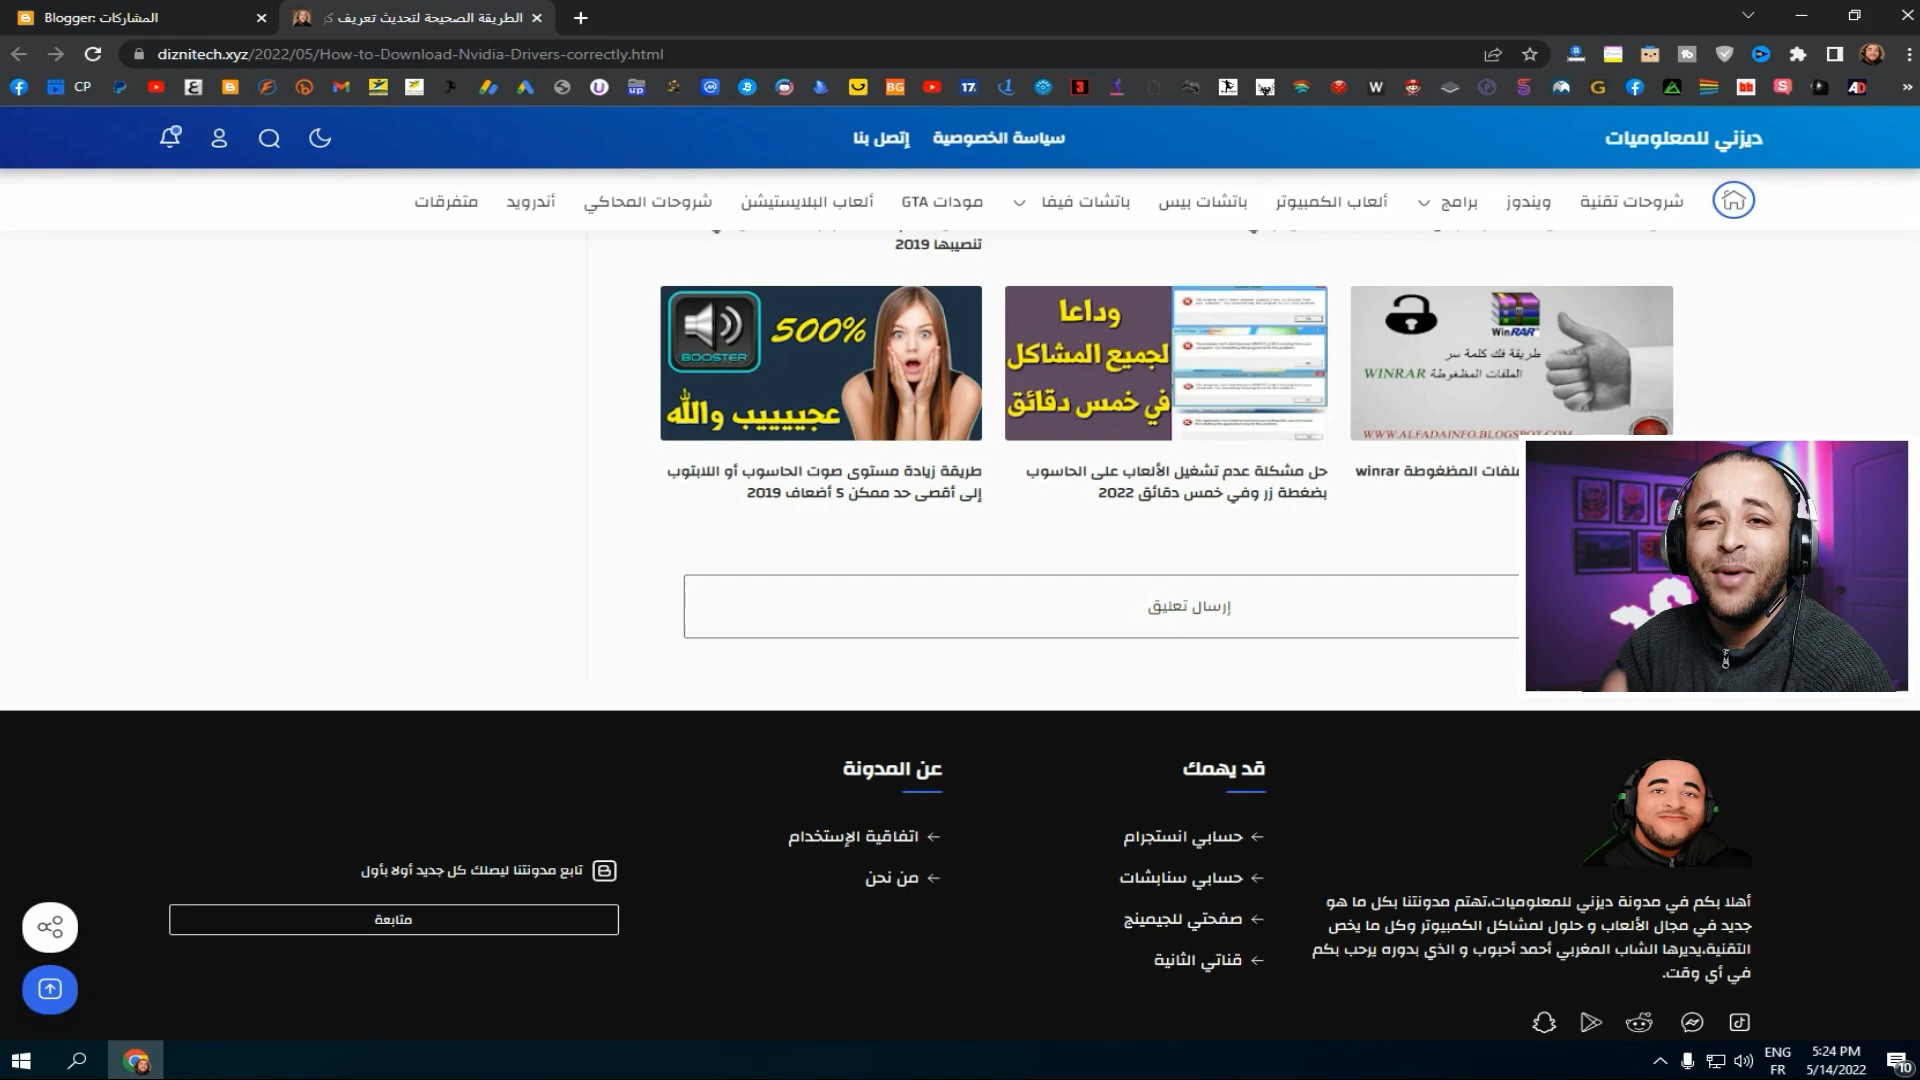 Blogger: المشاركات
الطريقة الصحيحة لتحديث تعريف ك
diznitech.xyz/2022/05/How-to-Download-Nvidia-Drivers-correctly.html
CP
ديزني للمعلوميات
سياسة الخصوصية
إتصل بنا
شروحات تقنية
ويندوز
برامج
ألعاب الكمبيوتر
باتشات بيس
باتشات فيفا
مودات GTA
ألعاب البلايستيشن
شروحات المحاكي
أندرويد
متفرقات
تنصيبها 2019
WinRAR
طريقة فك كلمة سر
الملفات المظغوطة WINRAR
WWW.ALFADAINFO.BLOGSPOT.COM
وداعا
لجميع المشاكل
في خمس دقائق
500%
BOOSTER
عجيييييب والله
لفات المظغوطة winrar
حل مشكلة عدم تشغيل الألعاب على الحاسوب
بضغطة زر وفي خمس دقائق 2022
طريقة زيادة مستوى صوت الحاسوب أو اللابتوب
إلى أقصى حد ممكن 5 أضعاف 2019
إرسال تعليق
أهلا بكم في مدونة ديزني للمعلوميات،تهتم مدونتنا بكل ما هو
جديد في مجال الألعاب و حلول لمشاكل الكمبيوتر وكل ما يخص
التقنية،يديرها الشاب المغربي أحمد أحبوب و الذي بدوره يرحب بكم
في أي وقت.
قد يهمك
حسابي انستجرام
حسابي سنابشات
صفحتي للجيمينج
قناتي الثانية
عن المدونة
اتفاقية الإستخدام
من نحن
تابع مدونتنا ليصلك كل جديد أولا بأول
متابعة
ENG
FR
5:24 PM
5/14/2022
10